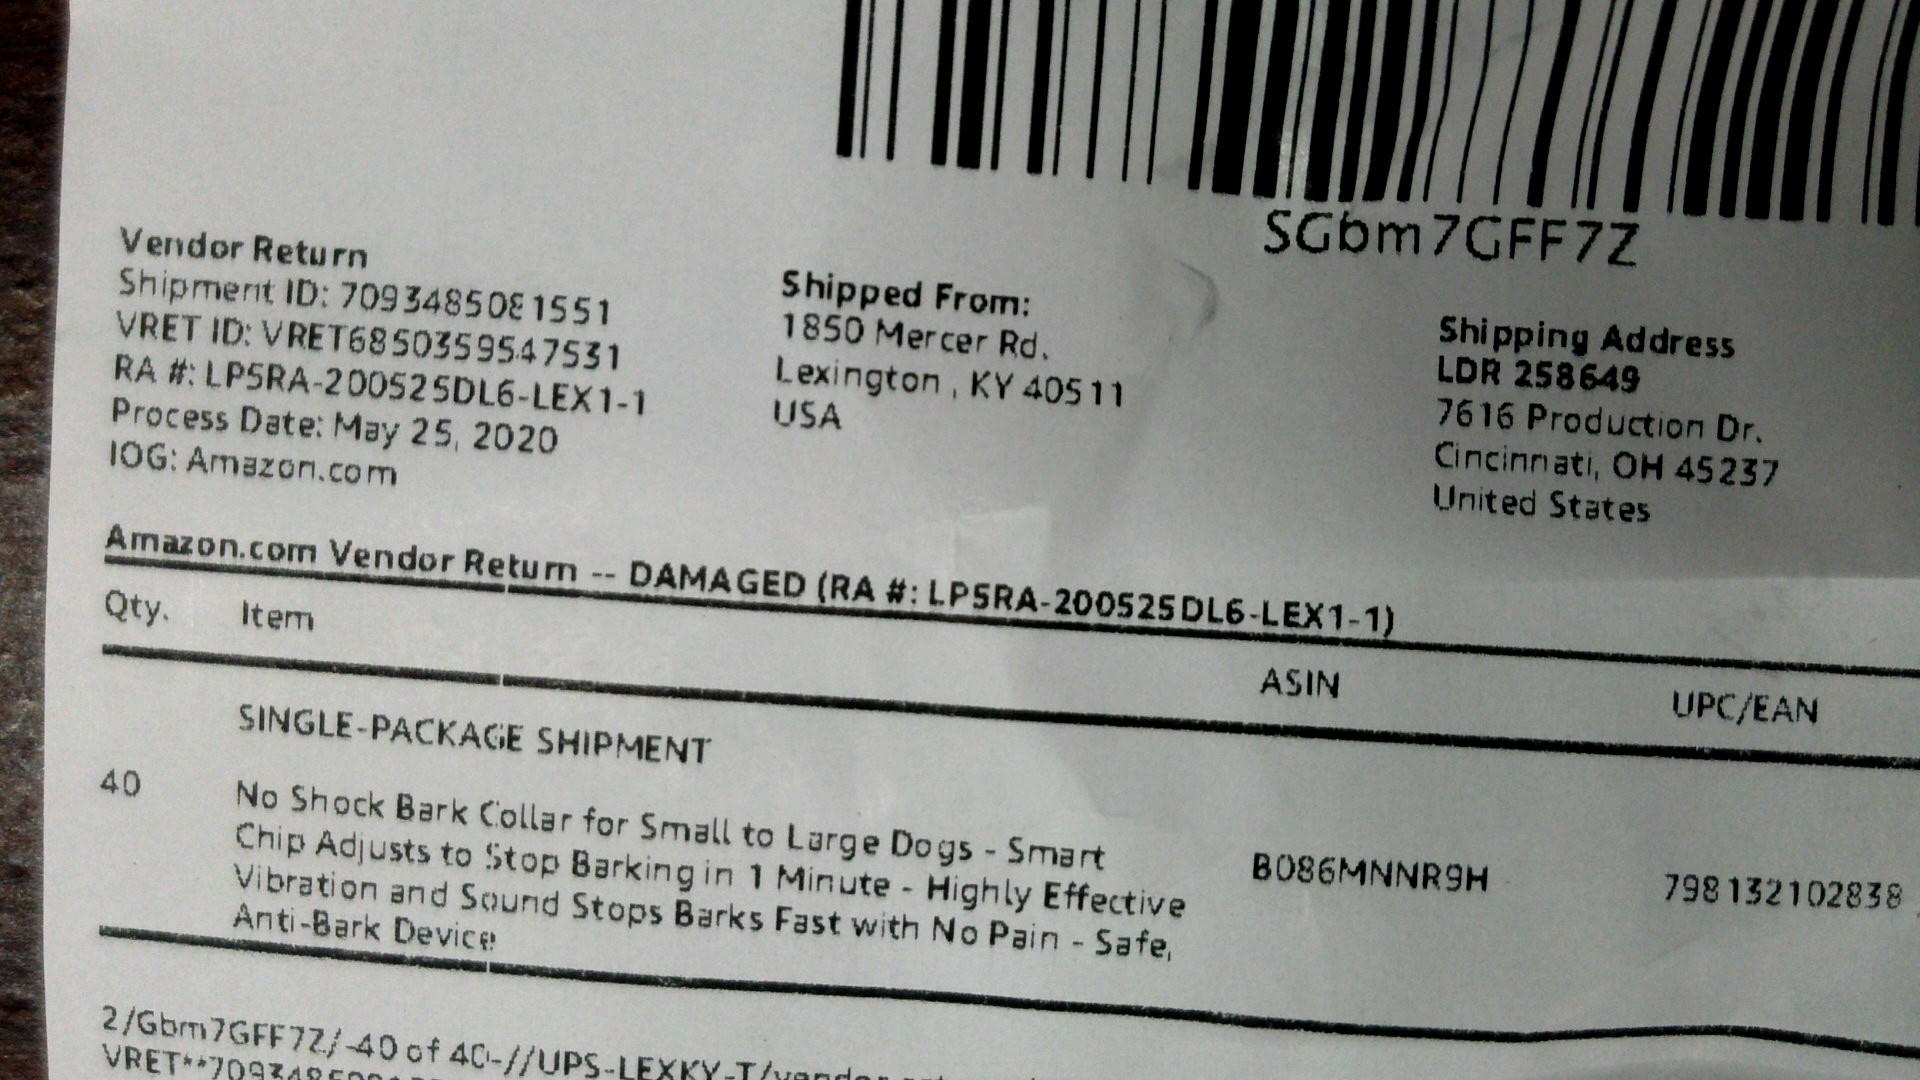 SGbm7GFF7Z
Vendor Return
Shipment ID: 7093485081551
VRET ID: VRET6850359547531
RA #: LP5RA-200525DL6-LEX1-1
Process Date: May 25, 2020
IOG: Amazon.com
Shipped From:
1850 Mercer Rd.
Lexington , KY 40511
USA
Shipping Address
LDR 258649
7616 Production Dr.
Cincinnati, OH 45237
United States
Amazon.com Vendor Return -- DAMAGED (RA #: LP5RA-200525DL6-LEX1-1)
Qty. Item ASIN UPC/EAN
SINGLE-PACKAGE SHIPMENT
40 No Shock Bark Collar for Small to Large Dogs - Smart
Chip Adjusts to Stop Barking in 1 Minute - Highly Effective
Vibration and Sound Stops Barks Fast with No Pain - Safe,
Anti-Bark Device
B086MNNR9H 798132102838
2/Gbm7GFF7Z/-40 of 40-//UPS-LEXKY-T/vendor